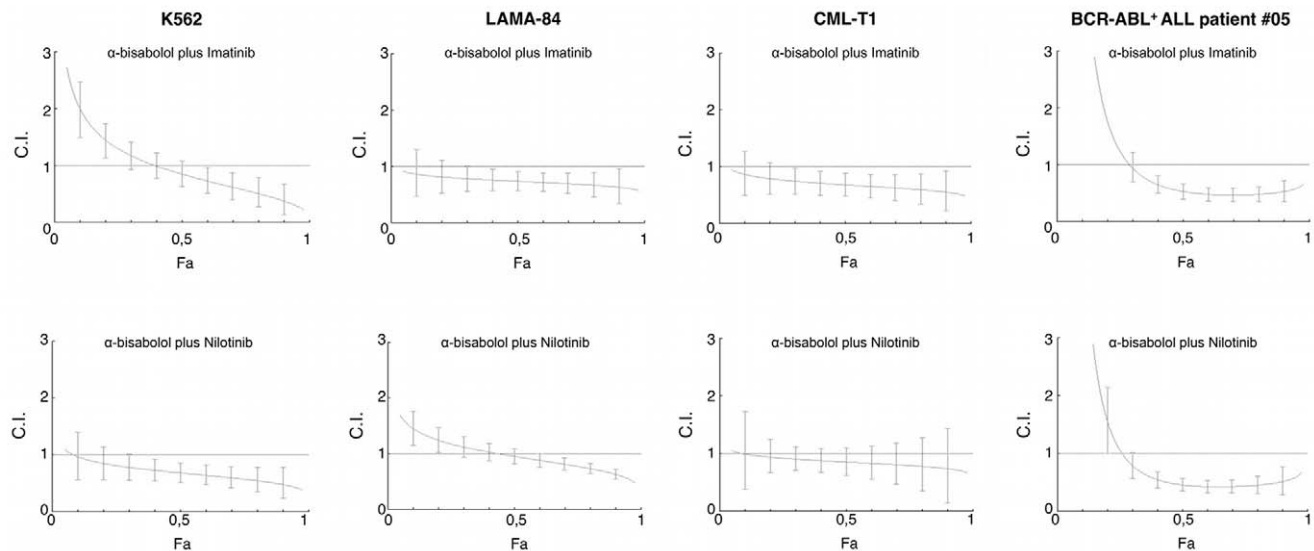 K562
LAMA-84
CML-T1
BCR-ABL⁺ ALL patient #05
α-bisabolol plus Imatinib
α-bisabolol plus Imatinib
α-bisabolol plus Imatinib
α-bisabolol plus Imatinib
C.I.
3
2
1
0
0
0,5
1
Fa
C.I.
3
2
1
0
0
0,5
1
Fa
C.I.
3
2
1
0
0
0,5
1
Fa
C.I.
3
2
1
0
0
0,5
1
Fa
α-bisabolol plus Nilotinib
α-bisabolol plus Nilotinib
α-bisabolol plus Nilotinib
α-bisabolol plus Nilotinib
C.I.
3
2
1
0
0
0,5
1
Fa
C.I.
3
2
1
0
0
0,5
1
Fa
C.I.
3
2
1
0
0
0,5
1
Fa
C.I.
3
2
1
0
0
0,5
1
Fa